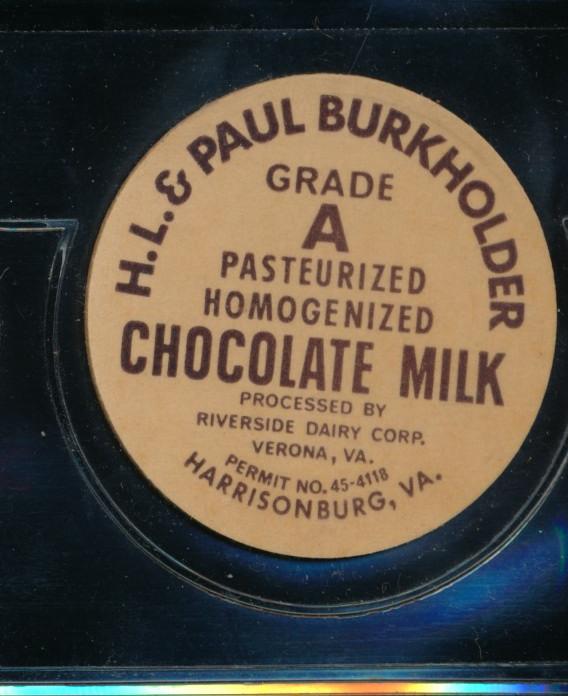 H.L. & PAUL BURKHOLDER
GRADE
A
PASTEURIZED
HOMOGENIZED
CHOCOLATE MILK
PROCESSED BY
RIVERSIDE DAIRY CORP.
VERONA, VA.
PERMIT NO. 45-4118
HARRISONBURG, VA.